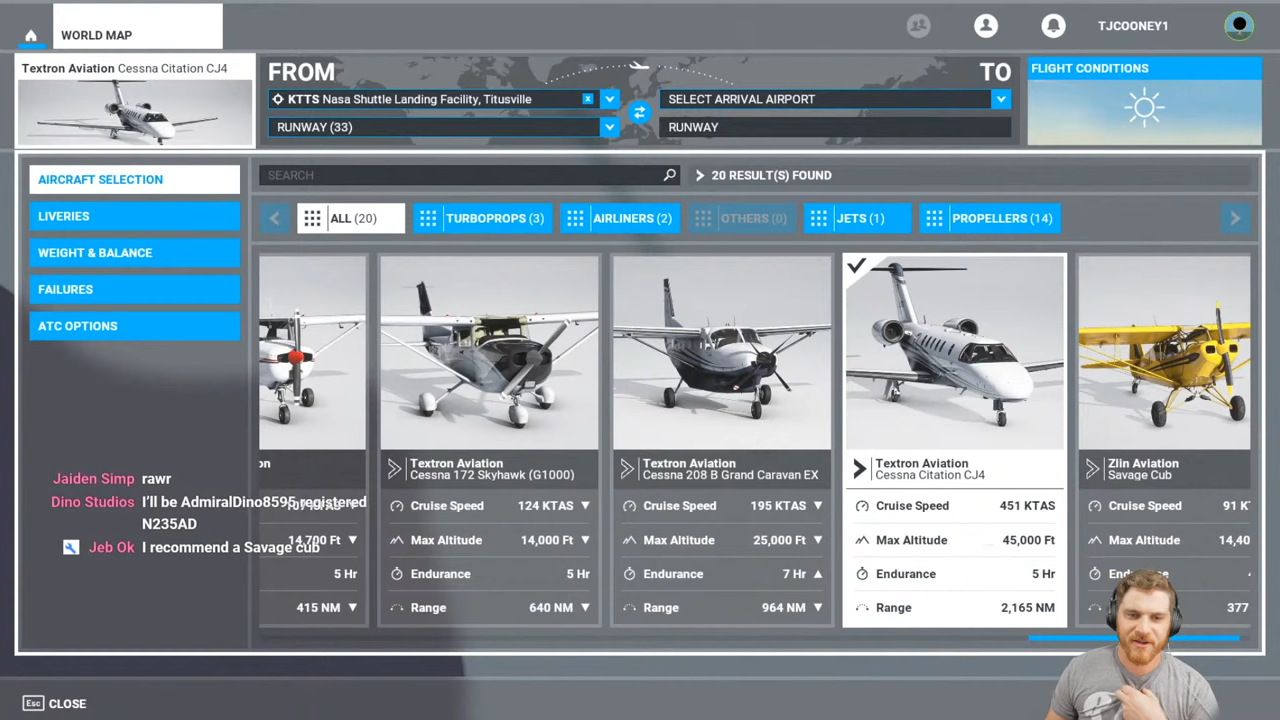 WORLD MAP
TJCOONEY1
Textron Aviation Cessna Citation CJ4
FROM
TO
KTTS Nasa Shuttle Landing Facility, Titusville
x
RUNWAY (33)
SELECT ARRIVAL AIRPORT
RUNWAY
FLIGHT CONDITIONS
AIRCRAFT SELECTION
LIVERIES
WEIGHT & BALANCE
FAILURES
ATC OPTIONS
SEARCH
20 RESULT(S) FOUND
ALL (20)
TURBOPROPS (3)
AIRLINERS (2)
OTHERS (0)
JETS (1)
PROPELLERS (14)
on
14,700 Ft
5 Hr
415 NM
Textron Aviation
Cessna 172 Skyhawk (G1000)
Cruise Speed 124 KTAS
Max Altitude 14,000 Ft
Endurance 5 Hr
Range 640 NM
Textron Aviation
Cessna 208 B Grand Caravan EX
Cruise Speed 195 KTAS
Max Altitude 25,000 Ft
Endurance 7 Hr
Range 964 NM
Textron Aviation
Cessna Citation CJ4
Cruise Speed 451 KTAS
Max Altitude 45,000 Ft
Endurance 5 Hr
Range 2,165 NM
Zlin Aviation
Savage Cub
Cruise Speed 91 K
Max Altitude 14,40
Endurance
Range 377
Jaiden Simp rawr
Dino Studios I'll be AdmiralDino8595 registered
N235AD
Jeb Ok I recommend a Savage cub
Esc CLOSE